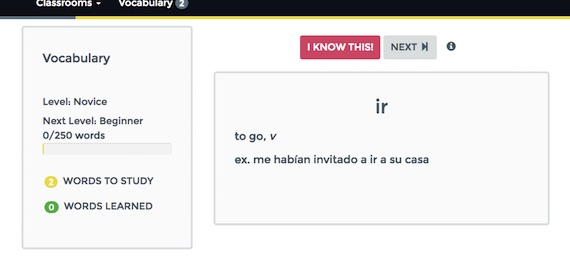 Classrooms
Vocabulary 2
I KNOW THIS!
NEXT
Vocabulary
Level: Novice
Next Level: Beginner
0/250 words
2 WORDS TO STUDY
0 WORDS LEARNED
ir
to go, v
ex. me habían invitado a ir a su casa